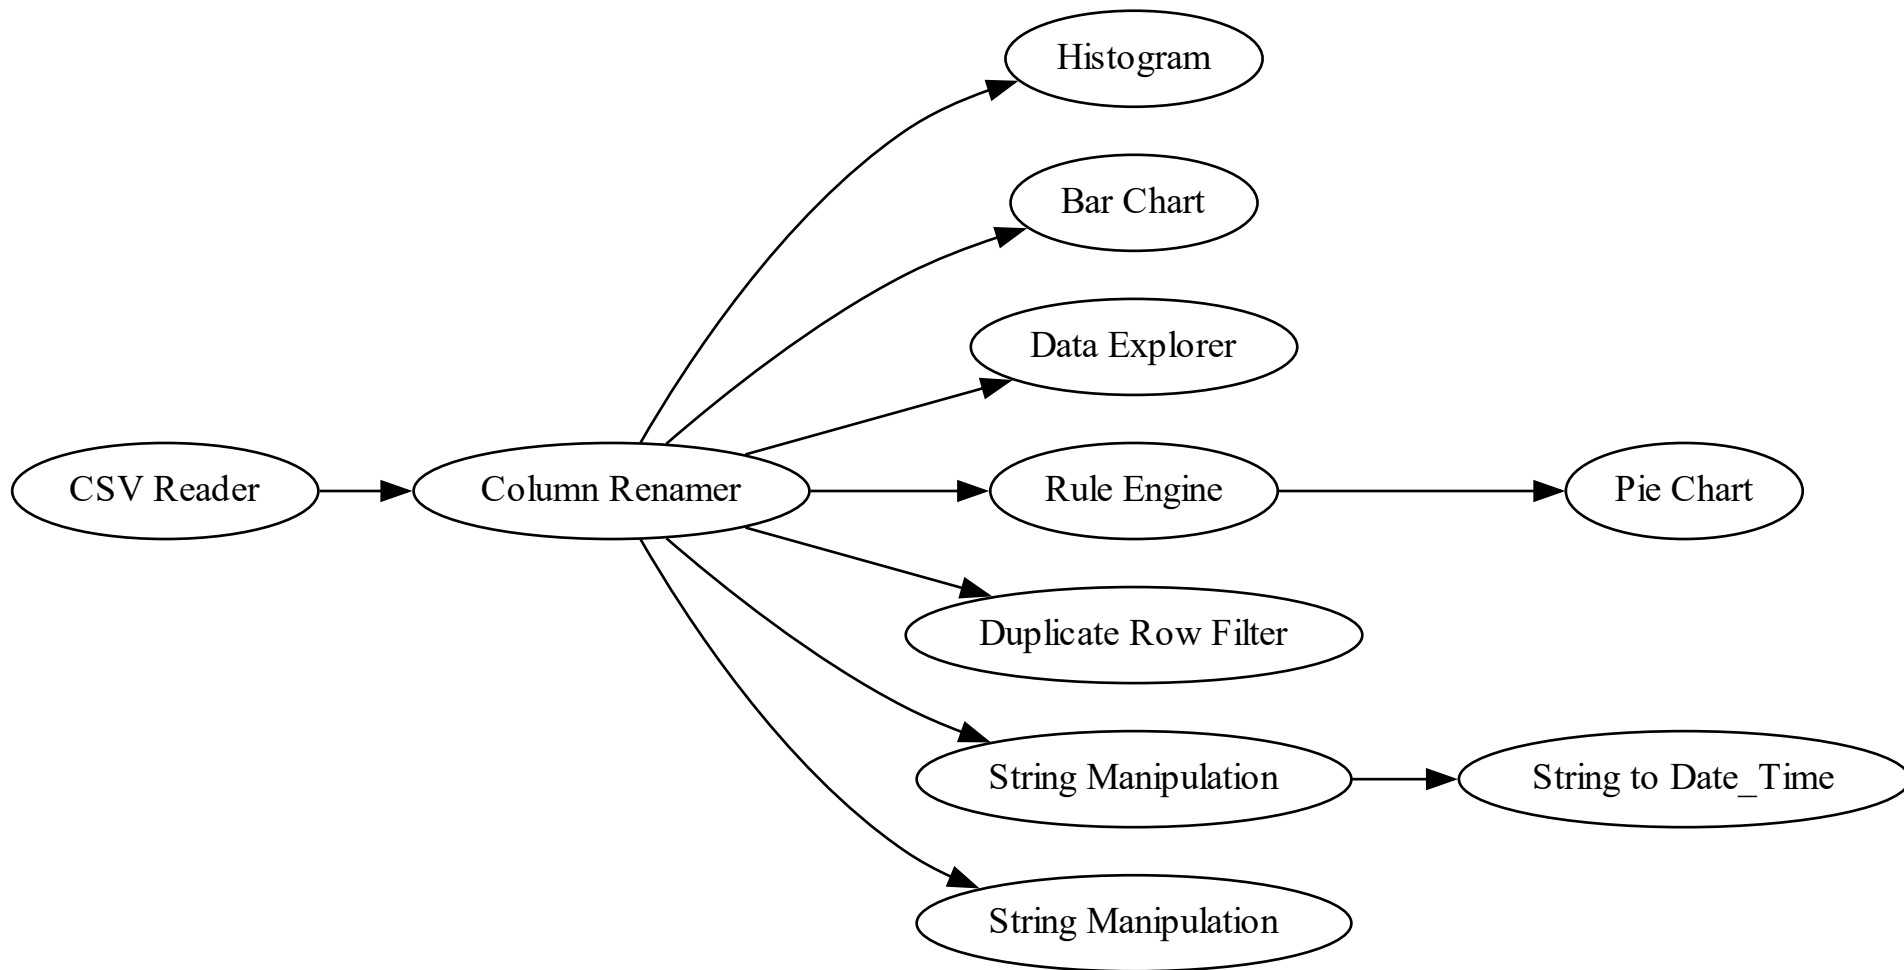 Histogram
Bar Chart
Data Explorer
CSV Reader
Column Renamer
Rule Engine
Pie Chart
Duplicate Row Filter
String Manipulation
String to Date_Time
String Manipulation